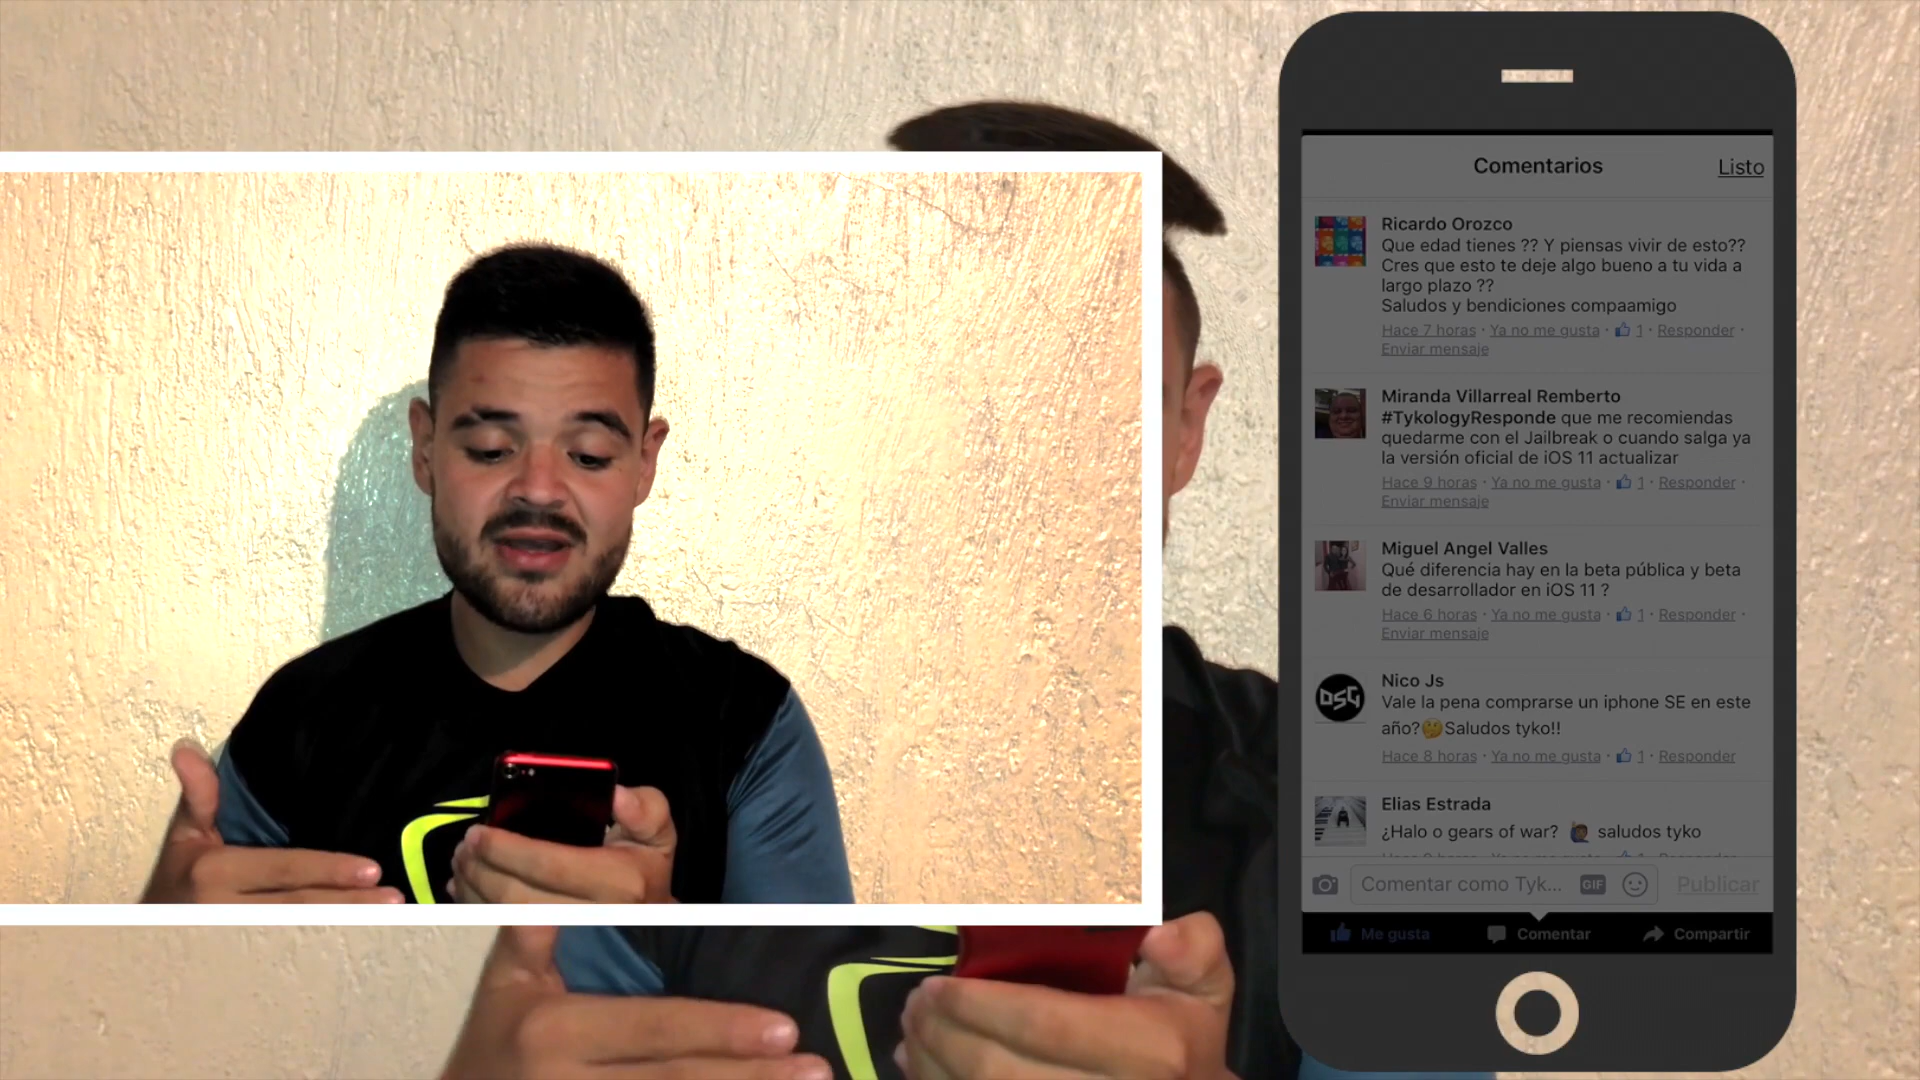 Comentarios
Listo
Ricardo Orozco
Que edad tienes ?? Y piensas vivir de esto??
Cres que esto te deje algo bueno a tu vida a
largo plazo ??
Saludos y bendiciones compaamigo
Hace 7 horas · Ya no me gusta · 1 · Responder ·
Enviar mensaje
Miranda Villarreal Remberto
#TykologyResponde que me recomiendas
quedarme con el Jailbreak o cuando salga ya
la versión oficial de iOS 11 actualizar
Hace 9 horas · Ya no me gusta · 1 · Responder ·
Enviar mensaje
Miguel Angel Valles
Qué diferencia hay en la beta pública y beta
de desarrollador en iOS 11 ?
Hace 6 horas · Ya no me gusta · 1 · Responder ·
Enviar mensaje
DSG
Nico Js
Vale la pena comprarse un iphone SE en este
año?🤔Saludos tyko!!
Hace 8 horas · Ya no me gusta · 1 · Responder
Elias Estrada
¿Halo o gears of war? 🙋🏽‍♂️ saludos tyko
Comentar como Tyk...
GIF
Publicar
Me gusta
Comentar
Compartir